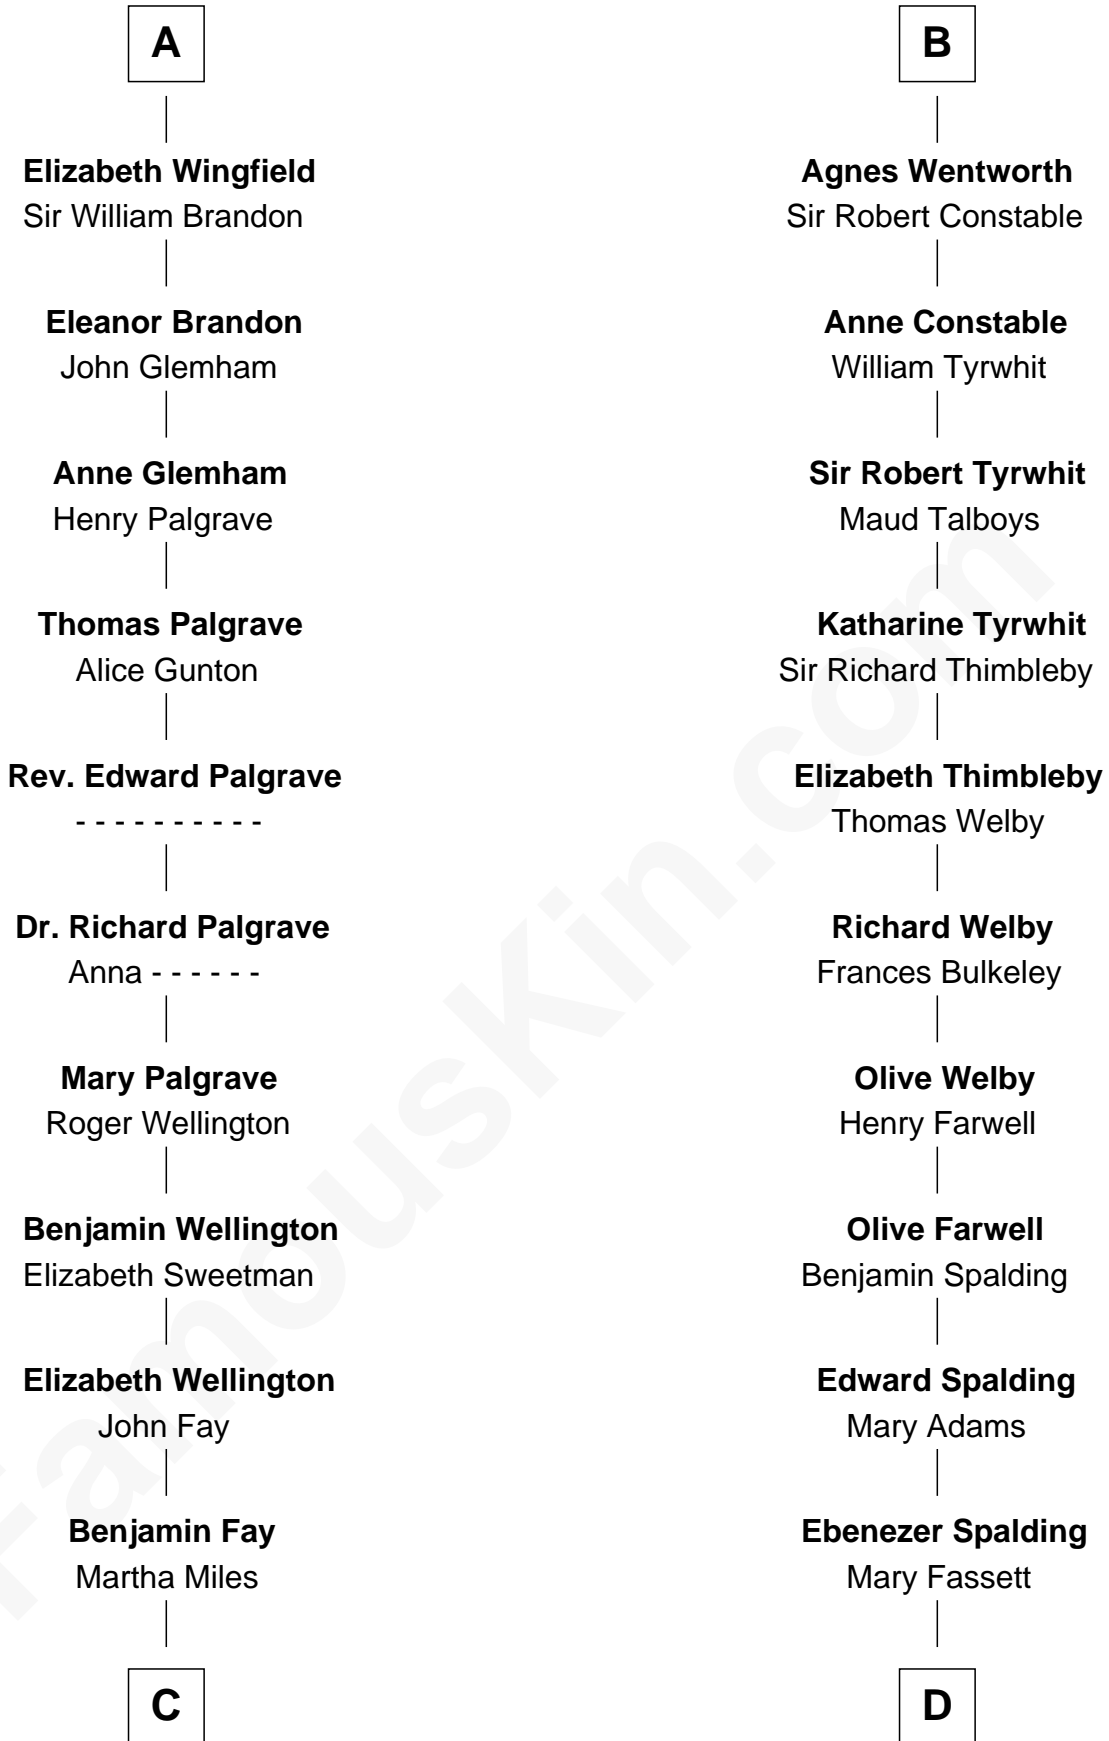 A
Elizabeth Wingfield
Sir William Brandon
Eleanor Brandon
John Glemham
Anne Glemham
Henry Palgrave
Thomas Palgrave
Alice Gunton
Rev. Edward Palgrave
- - - - - - - - - -
Dr. Richard Palgrave
Anna - - - - - -
Mary Palgrave
Roger Wellington
Benjamin Wellington
Elizabeth Sweetman
Elizabeth Wellington
John Fay
Benjamin Fay
Martha Miles
C
B
Agnes Wentworth
Sir Robert Constable
Anne Constable
William Tyrwhit
Sir Robert Tyrwhit
Maud Talboys
Katharine Tyrwhit
Sir Richard Thimbleby
Elizabeth Thimbleby
Thomas Welby
Richard Welby
Frances Bulkeley
Olive Welby
Henry Farwell
Olive Farwell
Benjamin Spalding
Edward Spalding
Mary Adams
Ebenezer Spalding
Mary Fassett
D
FamousKin.com